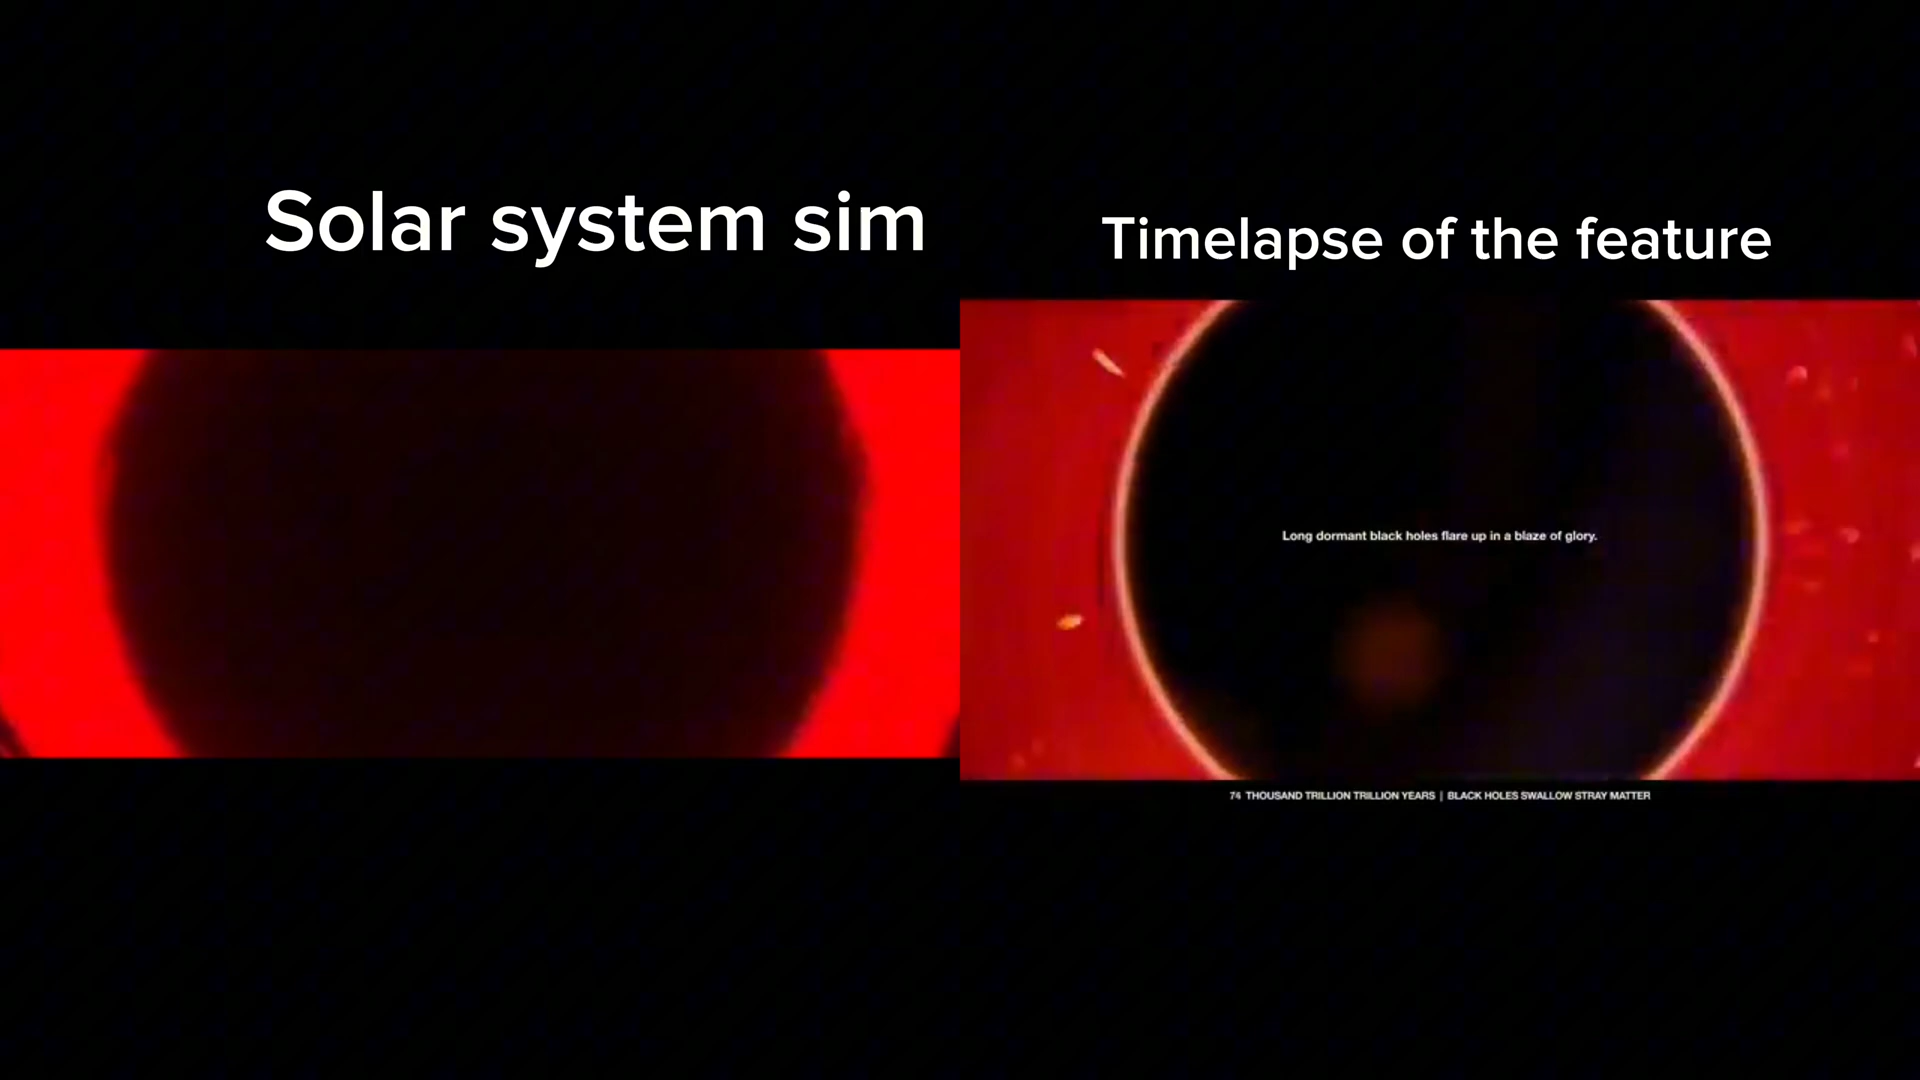 Solar system sim
Timelapse of the feature
Long dormant black holes flare up in a blaze of glory.
74 THOUSAND TRILLION TRILLION YEARS | BLACK HOLES SWALLOW STRAY MATTER